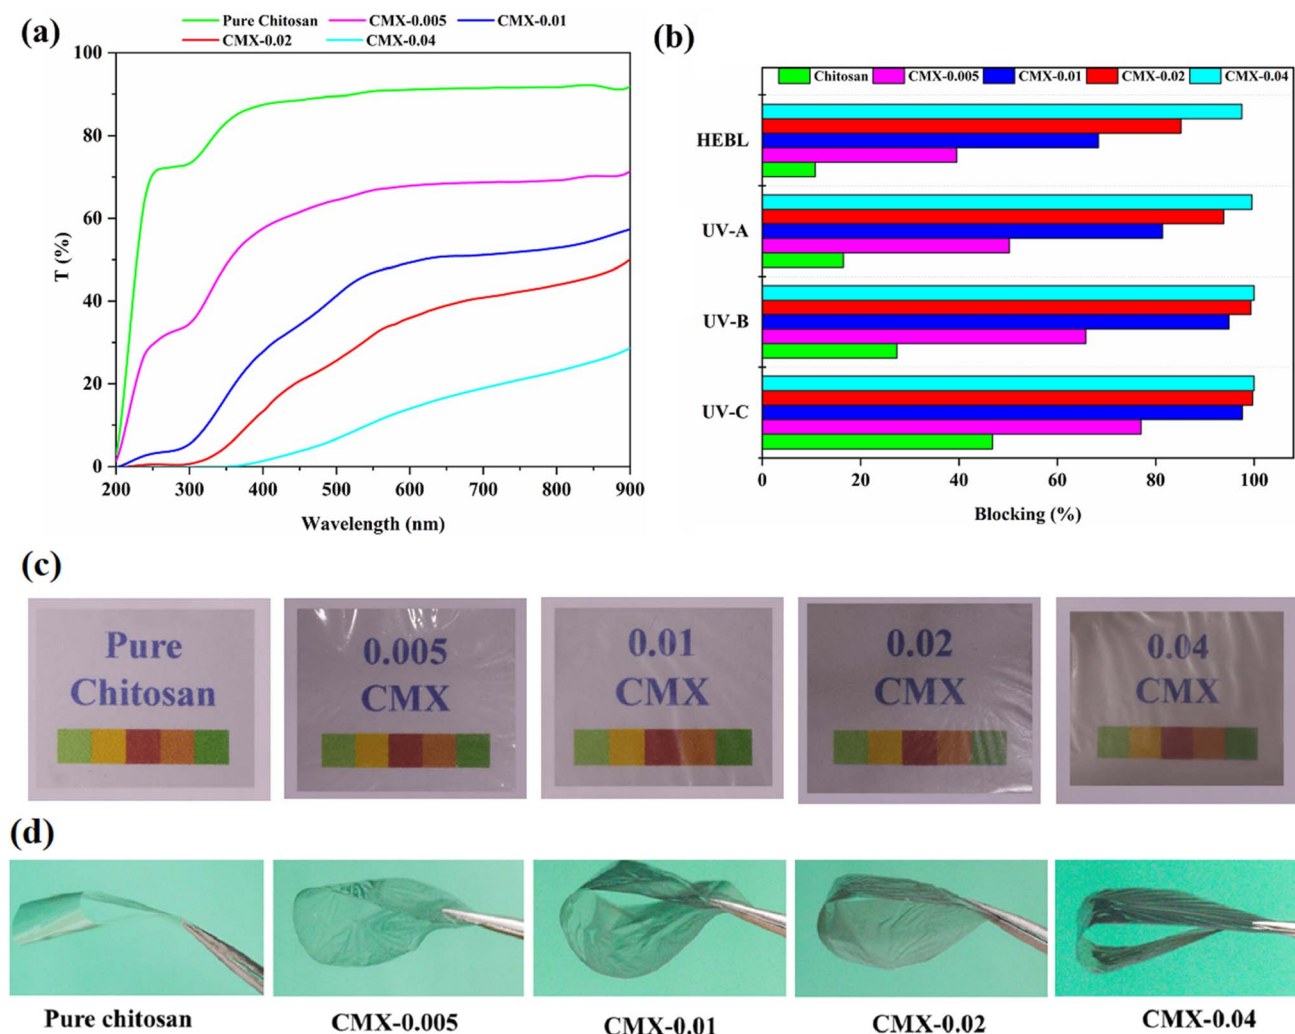 (a)
Pure Chitosan CMX-0.005 CMX-0.01
CMX-0.02 CMX-0.04
T (%)
100
80
60
40
20
0
200 300 400 500 600 700 800 900
Wavelength (nm)
(b)
Chitosan CMX-0.005 CMX-0.01 CMX-0.02 CMX-0.04
HEBL
UV-A
UV-B
UV-C
0 20 40 60 80 100
Blocking (%)
(c)
Pure
Chitosan
0.005
CMX
0.01
CMX
0.02
CMX
0.04
CMX
(d)
Pure chitosan CMX-0.005 CMX-0.01 CMX-0.02 CMX-0.04